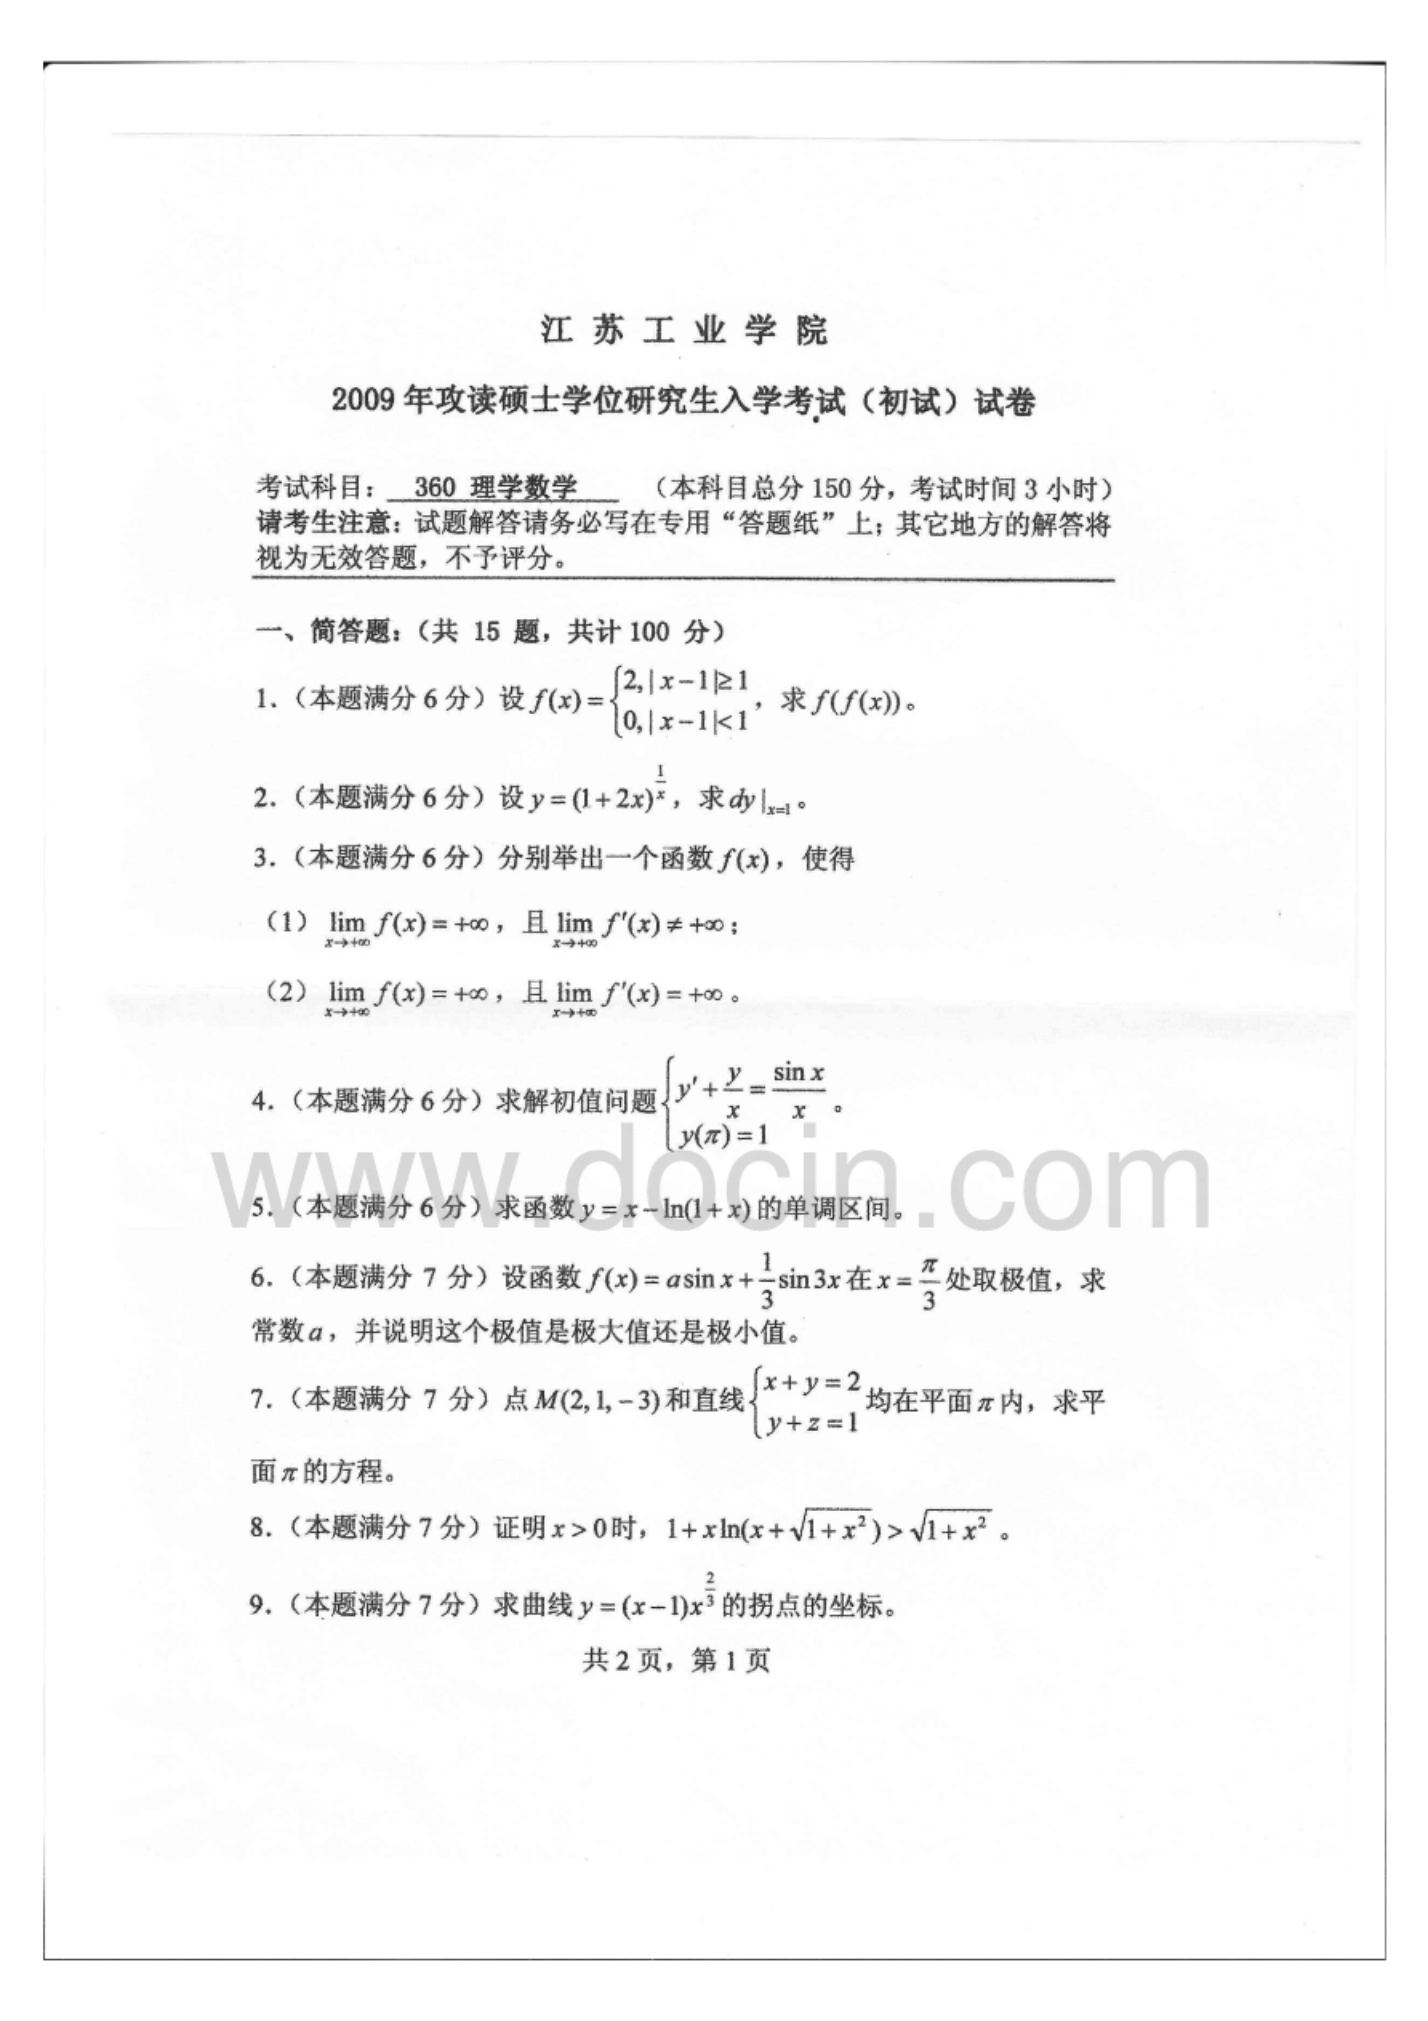 江 苏 工 业 学 院
2009 年攻读硕士学位研究生入学考试（初试）试卷
考试科目： 360 理学数学 （本科目总分 150 分，考试时间 3 小时）
请考生注意：试题解答请务必写在专用“答题纸”上；其它地方的解答将
视为无效答题，不予评分。
一、简答题：（共 15 题，共计 100 分）
1.（本题满分 6 分）设 f(x) = {2, |x−1|≥1; 0, |x−1|<1 ，求 f(f(x))。
2.（本题满分 6 分）设 y = (1+2x)^{1/x}，求 dy|_{x=1}。
3.（本题满分 6 分）分别举出一个函数 f(x)，使得
（1） lim_{x→+∞} f(x) = +∞，且 lim_{x→+∞} f′(x) ≠ +∞；
（2） lim_{x→+∞} f(x) = +∞，且 lim_{x→+∞} f′(x) = +∞。
4.（本题满分 6 分）求解初值问题 {y′ + y/x = sin x/x; y(π) = 1 。
www.docin.com
5.（本题满分 6 分）求函数 y = x − ln(1+x) 的单调区间。
6.（本题满分 7 分）设函数 f(x) = a sin x + 1/3 sin 3x 在 x = π/3 处取极值，求
常数 a，并说明这个极值是极大值还是极小值。
7.（本题满分 7 分）点 M(2,1,−3) 和直线 {x+y=2; y+z=1 均在平面 π 内，求平
面 π 的方程。
8.（本题满分 7 分）证明 x > 0 时，1 + x ln(x + √(1+x²)) > √(1+x²) 。
9.（本题满分 7 分）求曲线 y = (x−1)x^{2/3} 的拐点的坐标。
共 2 页，第 1 页